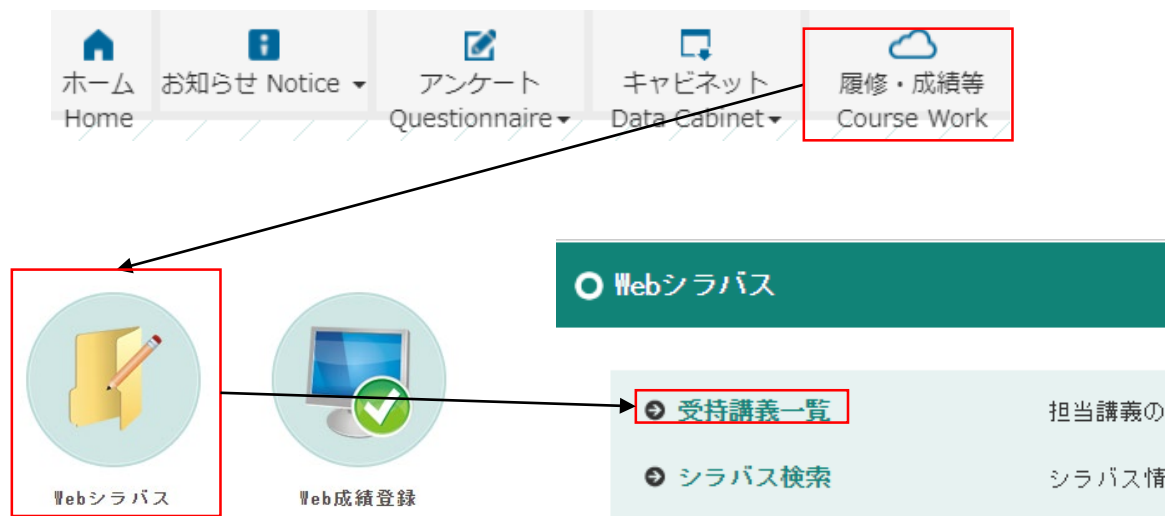 ホーム
Home
お知らせ Notice
アンケート
Questionnaire
キャビネット
Data Cabinet
履修・成績等
Course Work
Webシラバス
Web成績登録
Webシラバス
受持講義一覧
担当講義の
シラバス検索
シラバス情